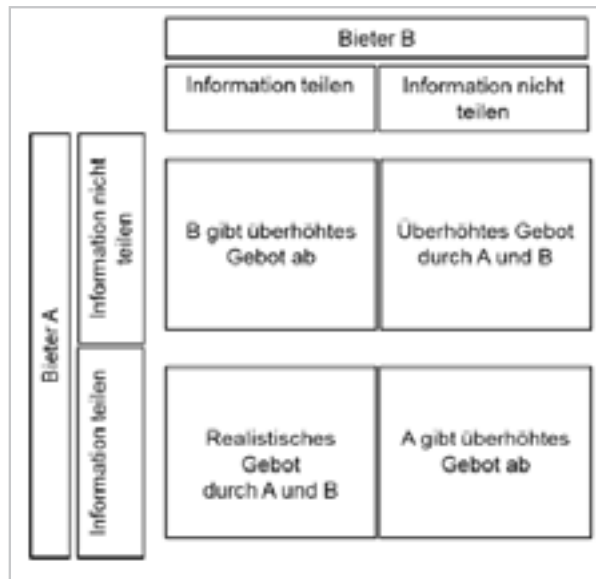 Bieter B
Information teilen
Information nicht
teilen
Bieter A
Information nicht
teilen
B gibt überhöhtes
Gebot ab
Überhöhtes Gebot
durch A und B
Information teilen
Realistisches
Gebot
durch A und B
A gibt überhöhtes
Gebot ab